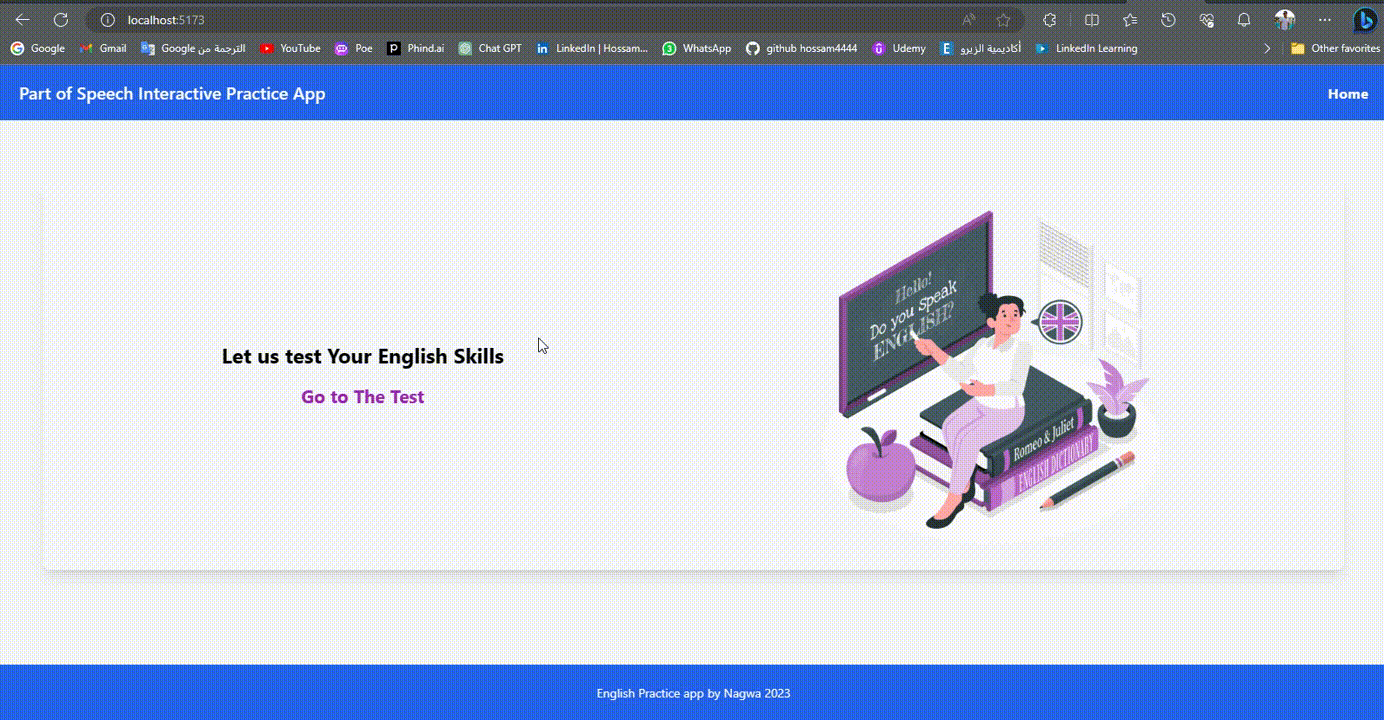 localhost:5173
Google
Gmail
Google الترجمة من
YouTube
Poe
Phind.ai
Chat GPT
LinkedIn | Hossam...
WhatsApp
github hossam4444
Udemy
أكاديمية الزيرو
LinkedIn Learning
Other favorites
Part of Speech Interactive Practice App
Home
Let us test Your English Skills
Go to The Test
Hello!
Do you speak
ENGLISH?
Romeo & Juliet
ENGLISH DICTIONARY
English Practice app by Nagwa 2023